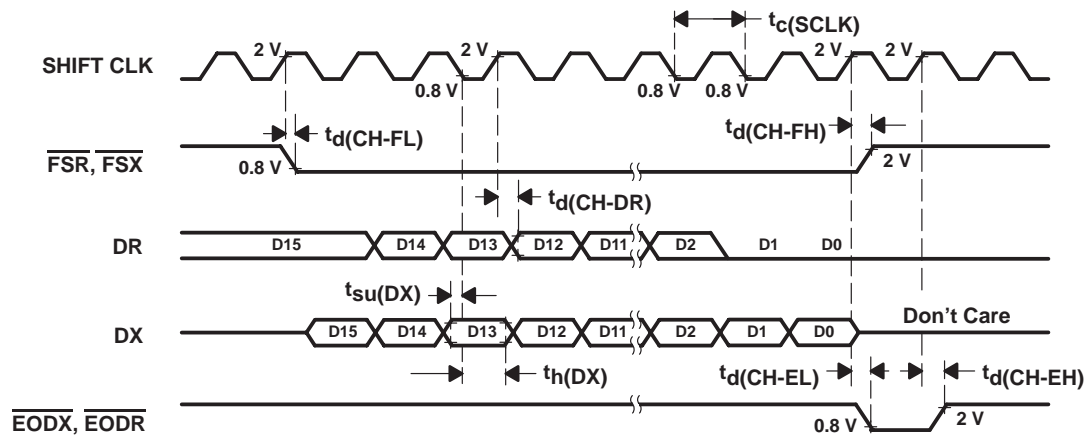 tc(SCLK)
2 V 2 V 2 V 2 V
SHIFT CLK
0.8 V 0.8 V 0.8 V
td(CH-FL) td(CH-FH)
FSR, FSX
0.8 V 2 V
td(CH-DR)
DR D15 D14 D13 D12 D11 D2 D1 D0
tsu(DX)
Don't Care
DX D15 D14 D13 D12 D11 D2 D1 D0
th(DX) td(CH-EL) td(CH-EH)
EODX, EODR
0.8 V 2 V